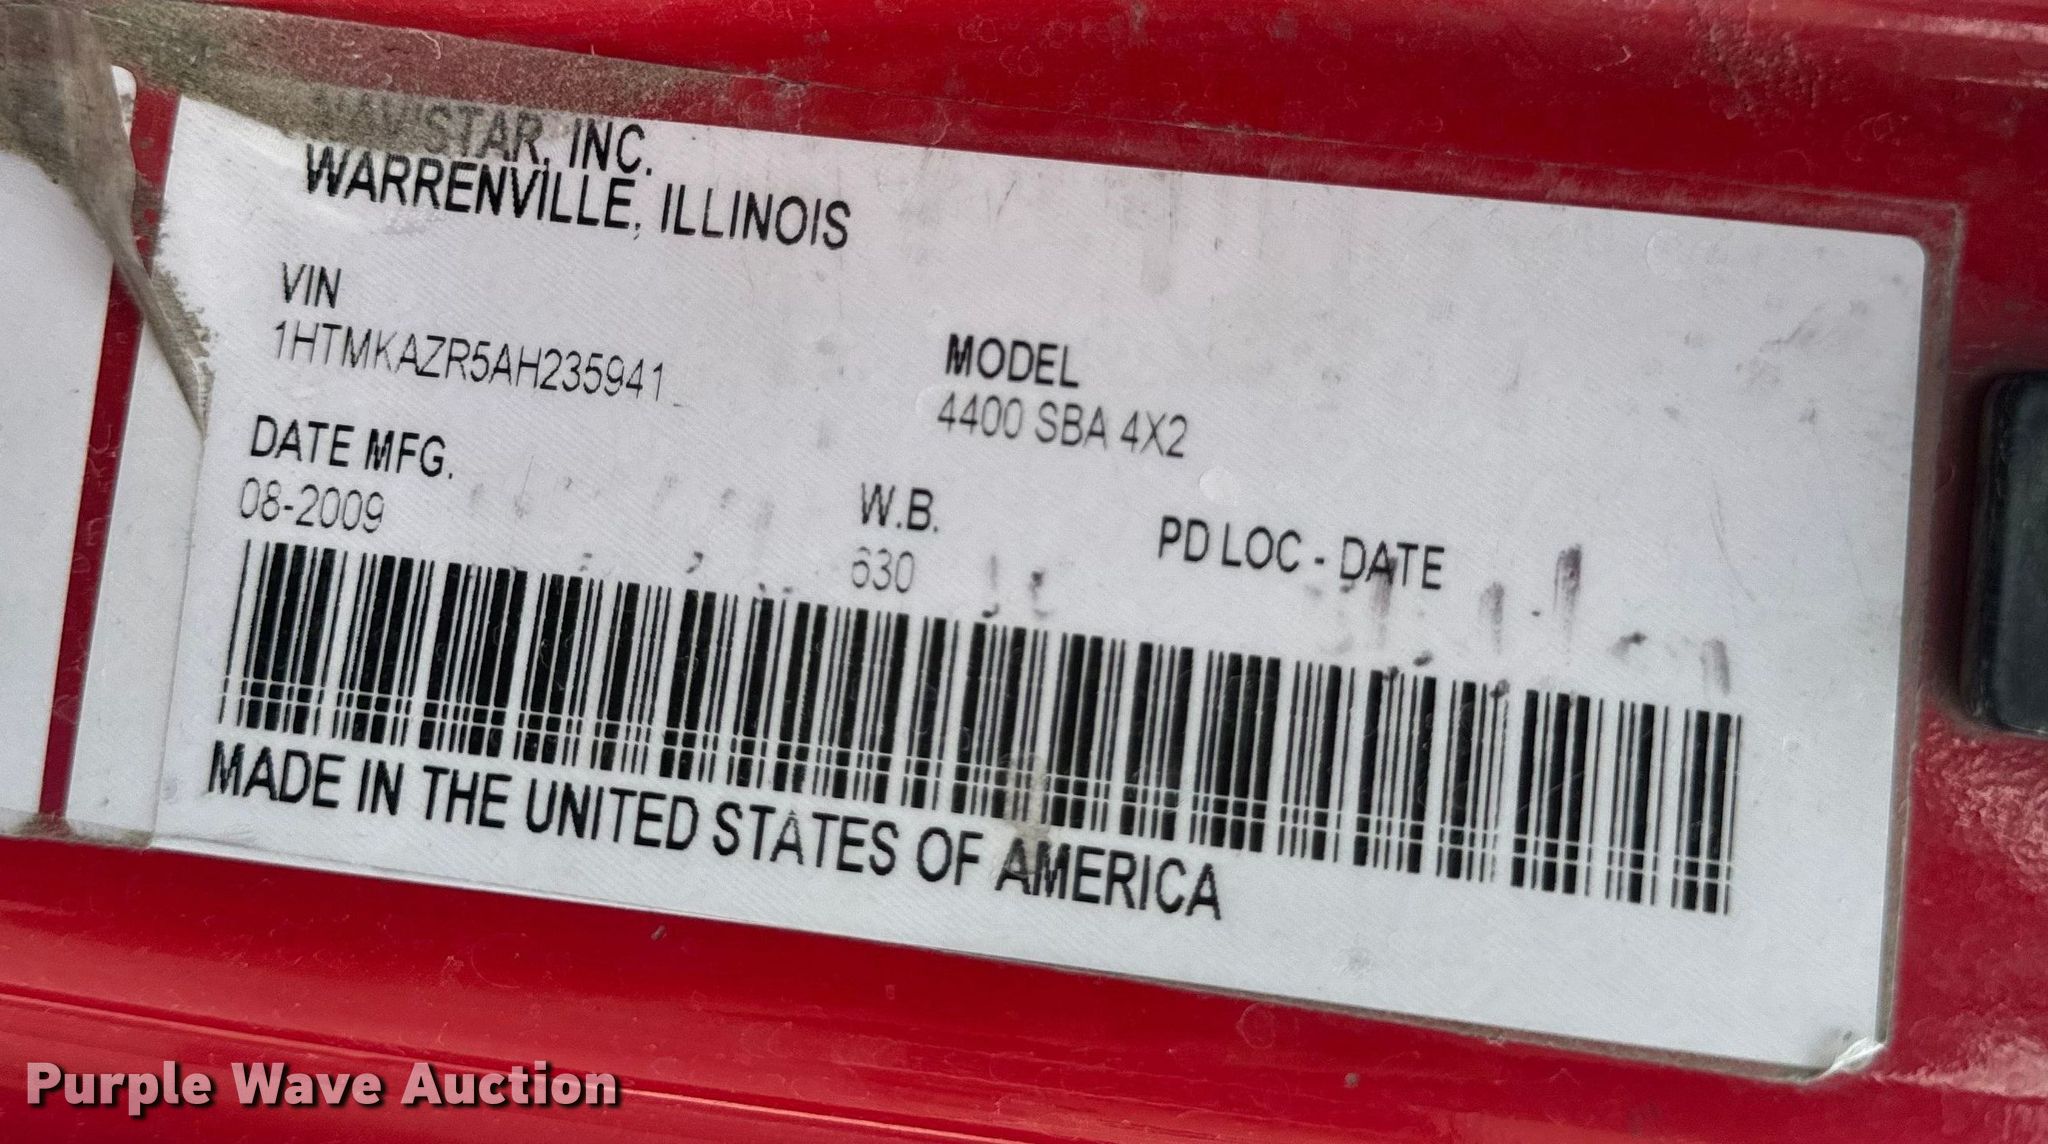 NAVISTAR, INC.
WARRENVILLE, ILLINOIS
VIN
1HTMKAZR5AH235941
MODEL
4400 SBA 4X2
DATE MFG.
08-2009
W.B.
630
PD LOC - DATE
MADE IN THE UNITED STATES OF AMERICA
Purple Wave Auction